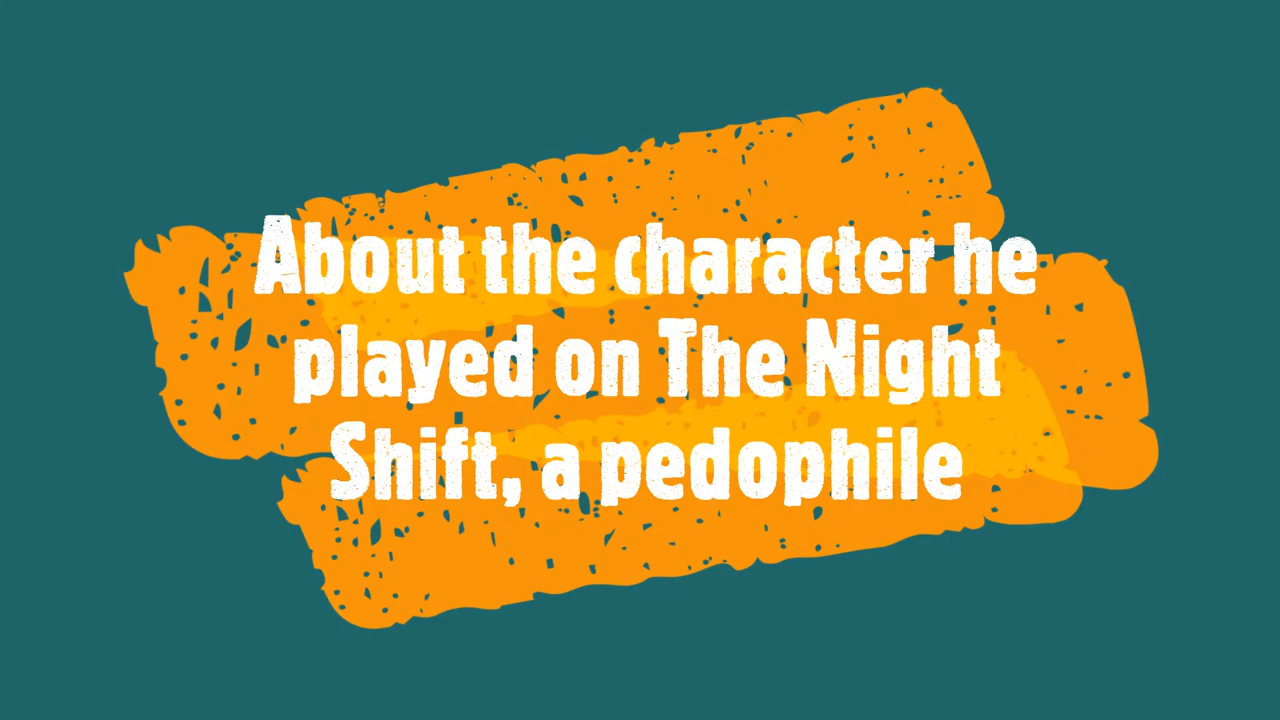 About the character he
played on The Night
Shift, a pedophile